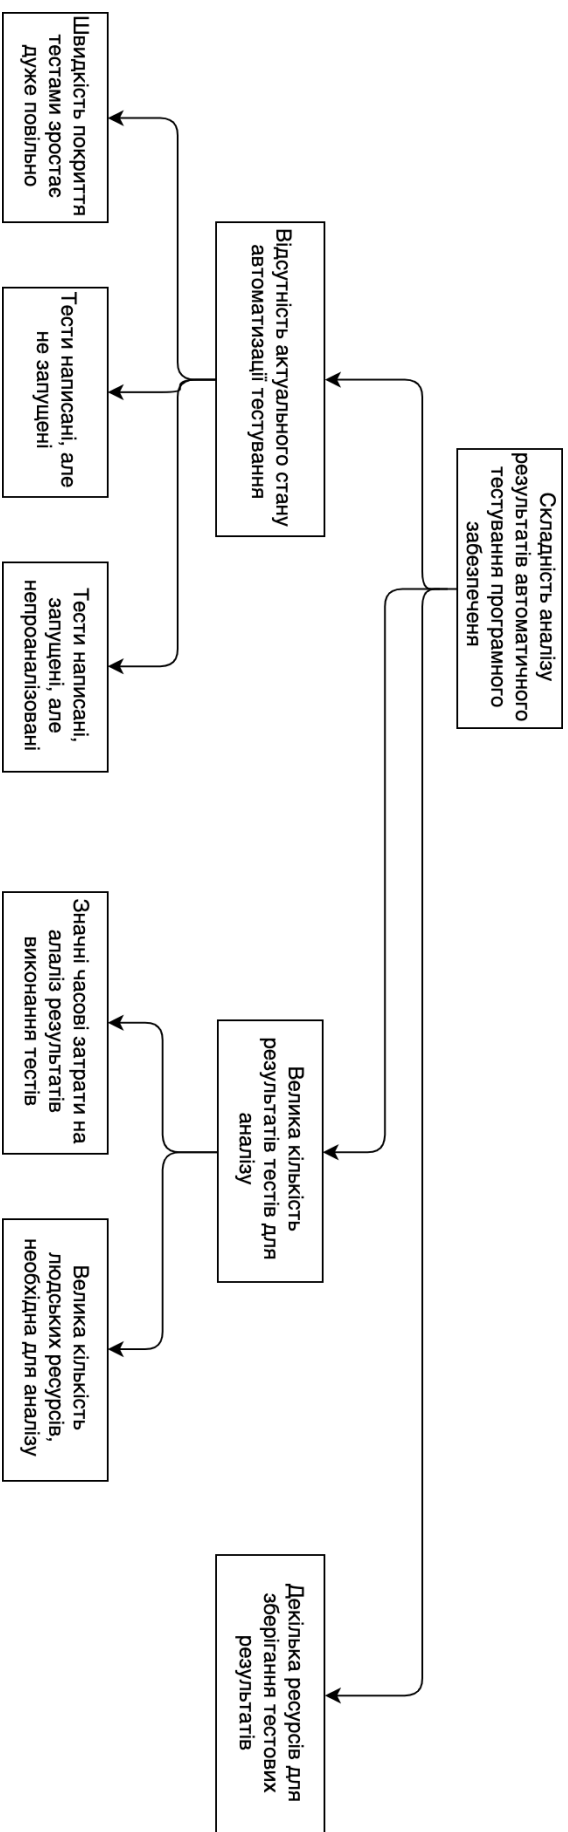 Складність аналізу
результатів автоматичного
тестування програмного
забезпеченя
Відсутність актуального стану
автоматизації тестування
Велика кількість
результатів тестів для
аналізу
Декілька ресурсів для
зберігання тестових
результатів
Швидкість покриття
тестами зростає
дуже повільно
Тести написані, але
не запущені
Тести написані,
запущені, але
непроаналізовані
Значні часові затрати на
алаліз результатів
виконання тестів
Велика кількість
людських ресурсів,
необхідна для аналізу